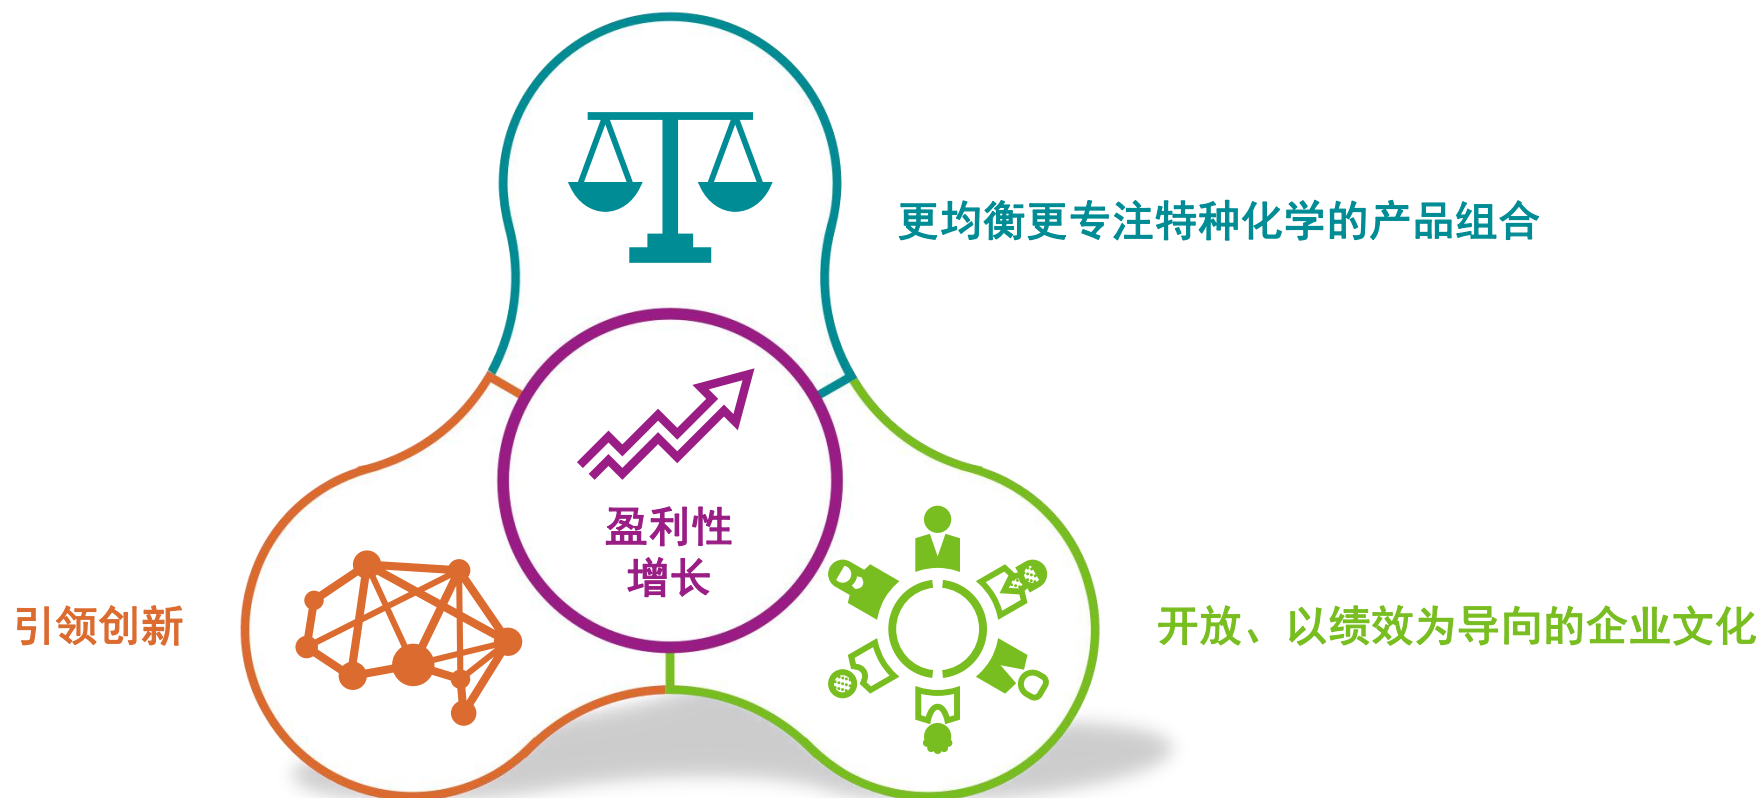 更均衡更专注特种化学的产品组合
盈利性
增长
引领创新
开放、以绩效为导向的企业文化